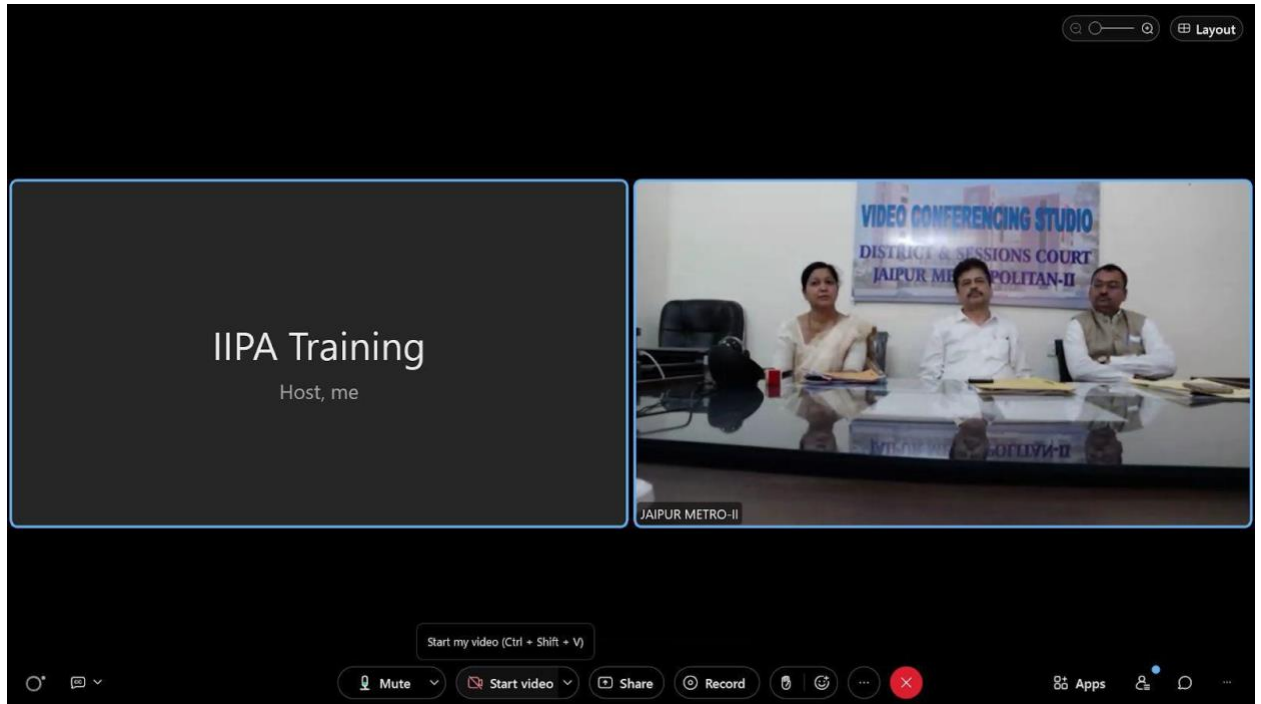 Layout
VIDEO CONFERENCING STUDIO
DISTRICT & SESSIONS COURT
JAIPUR METROPOLITAN-II
IIPA Training
Host, me
JAIPUR METRO-II
Start my video (Ctrl + Shift + V)
Mute
Start video
Share
Record
Apps